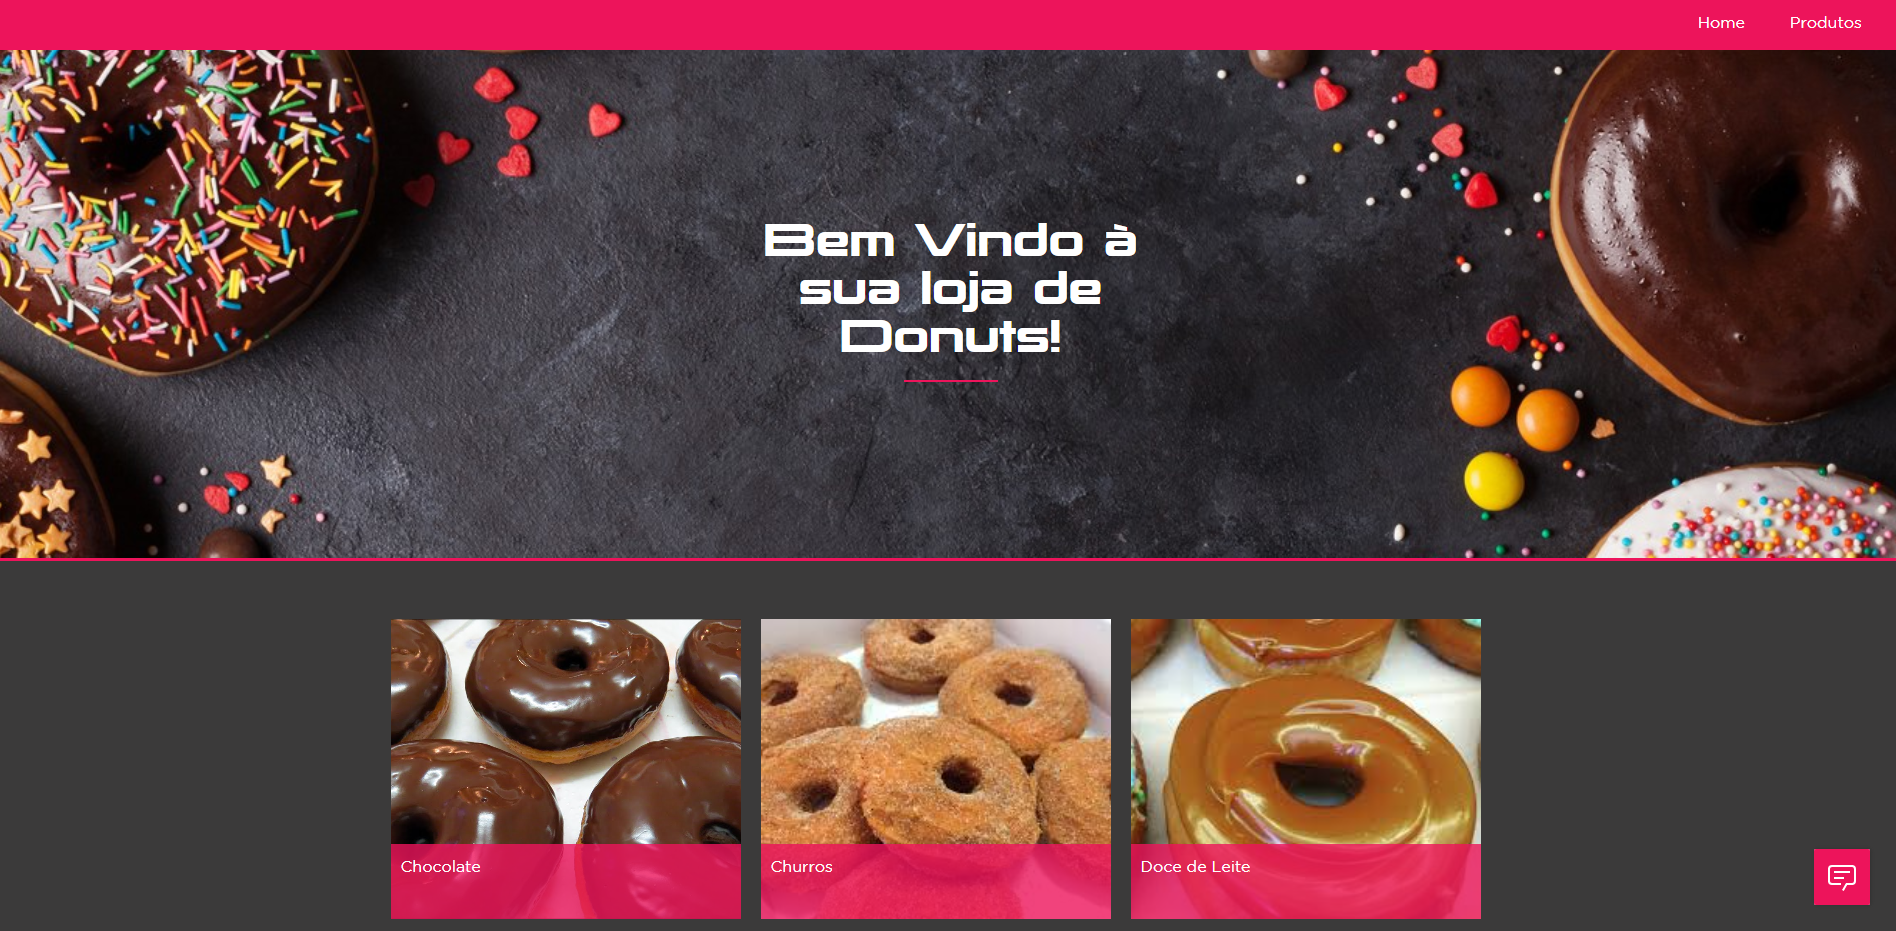 Home Produtos
Bem Vindo à
sua loja de
Donuts!
Chocolate
Churros
Doce de Leite